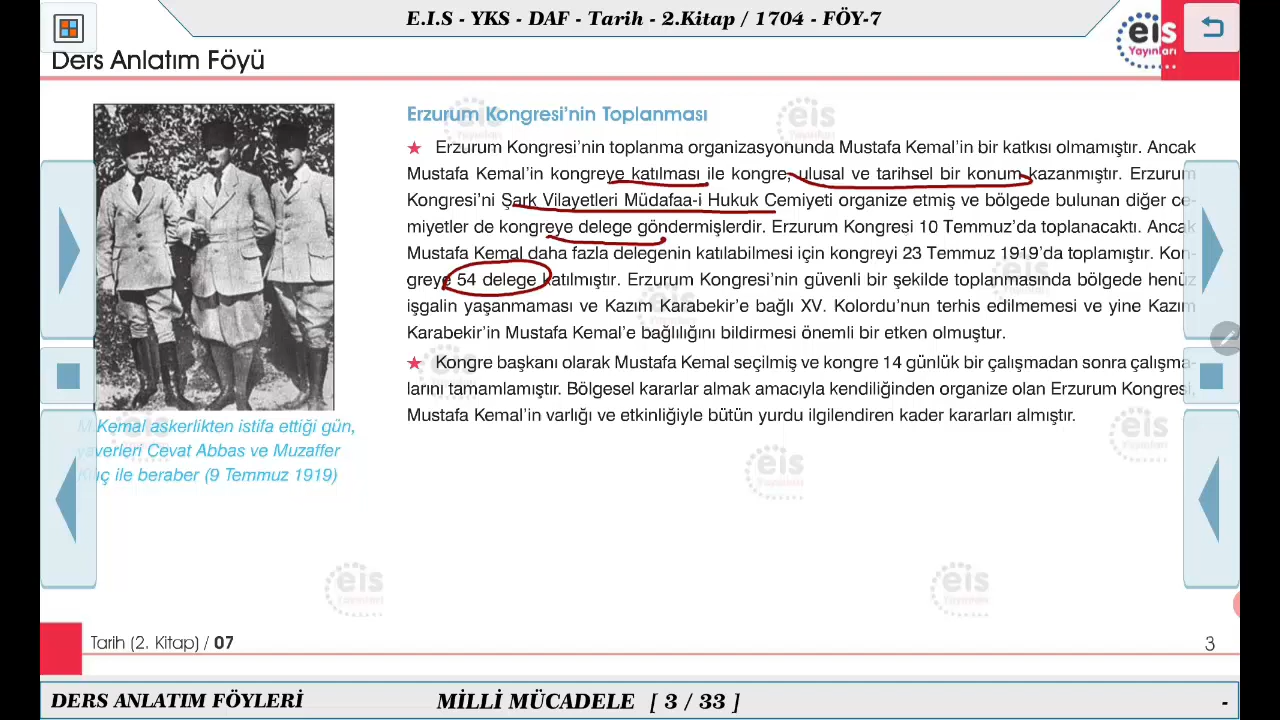 E.I.S - YKS - DAF - Tarih - 2.Kitap / 1704 - FÖY-7
eis
Yayınları
Ders Anlatım Föyü
Erzurum Kongresi'nin Toplanması
★ Erzurum Kongresi'nin toplanma organizasyonunda Mustafa Kemal'in bir katkısı olmamıştır. Ancak
Mustafa Kemal'in kongreye katılması ile kongre, ulusal ve tarihsel bir konum kazanmıştır. Erzurum
Kongresi'ni Şark Vilayetleri Müdafaa-i Hukuk Cemiyeti organize etmiş ve bölgede bulunan diğer ce-
miyetler de kongreye delege göndermişlerdir. Erzurum Kongresi 10 Temmuz'da toplanacaktı. Ancak
Mustafa Kemal daha fazla delegenin katılabilmesi için kongreyi 23 Temmuz 1919'da toplamıştır. Kon-
greye 54 delege katılmıştır. Erzurum Kongresi'nin güvenli bir şekilde toplanmasında bölgede henüz
işgalin yaşanmaması ve Kazım Karabekir'e bağlı XV. Kolordu'nun terhis edilmemesi ve yine Kazım
Karabekir'in Mustafa Kemal'e bağlılığını bildirmesi önemli bir etken olmuştur.
★ Kongre başkanı olarak Mustafa Kemal seçilmiş ve kongre 14 günlük bir çalışmadan sonra çalışma-
larını tamamlamıştır. Bölgesel kararlar almak amacıyla kendiliğinden organize olan Erzurum Kongresi,
Mustafa Kemal'in varlığı ve etkinliğiyle bütün yurdu ilgilendiren kader kararları almıştır.
M.Kemal askerlikten istifa ettiği gün,
yaverleri Cevat Abbas ve Muzaffer
Kılıç ile beraber (9 Temmuz 1919)
Tarih (2. Kitap) / 07
3
DERS ANLATIM FÖYLERİ
MİLLİ MÜCADELE [ 3 / 33 ]
-